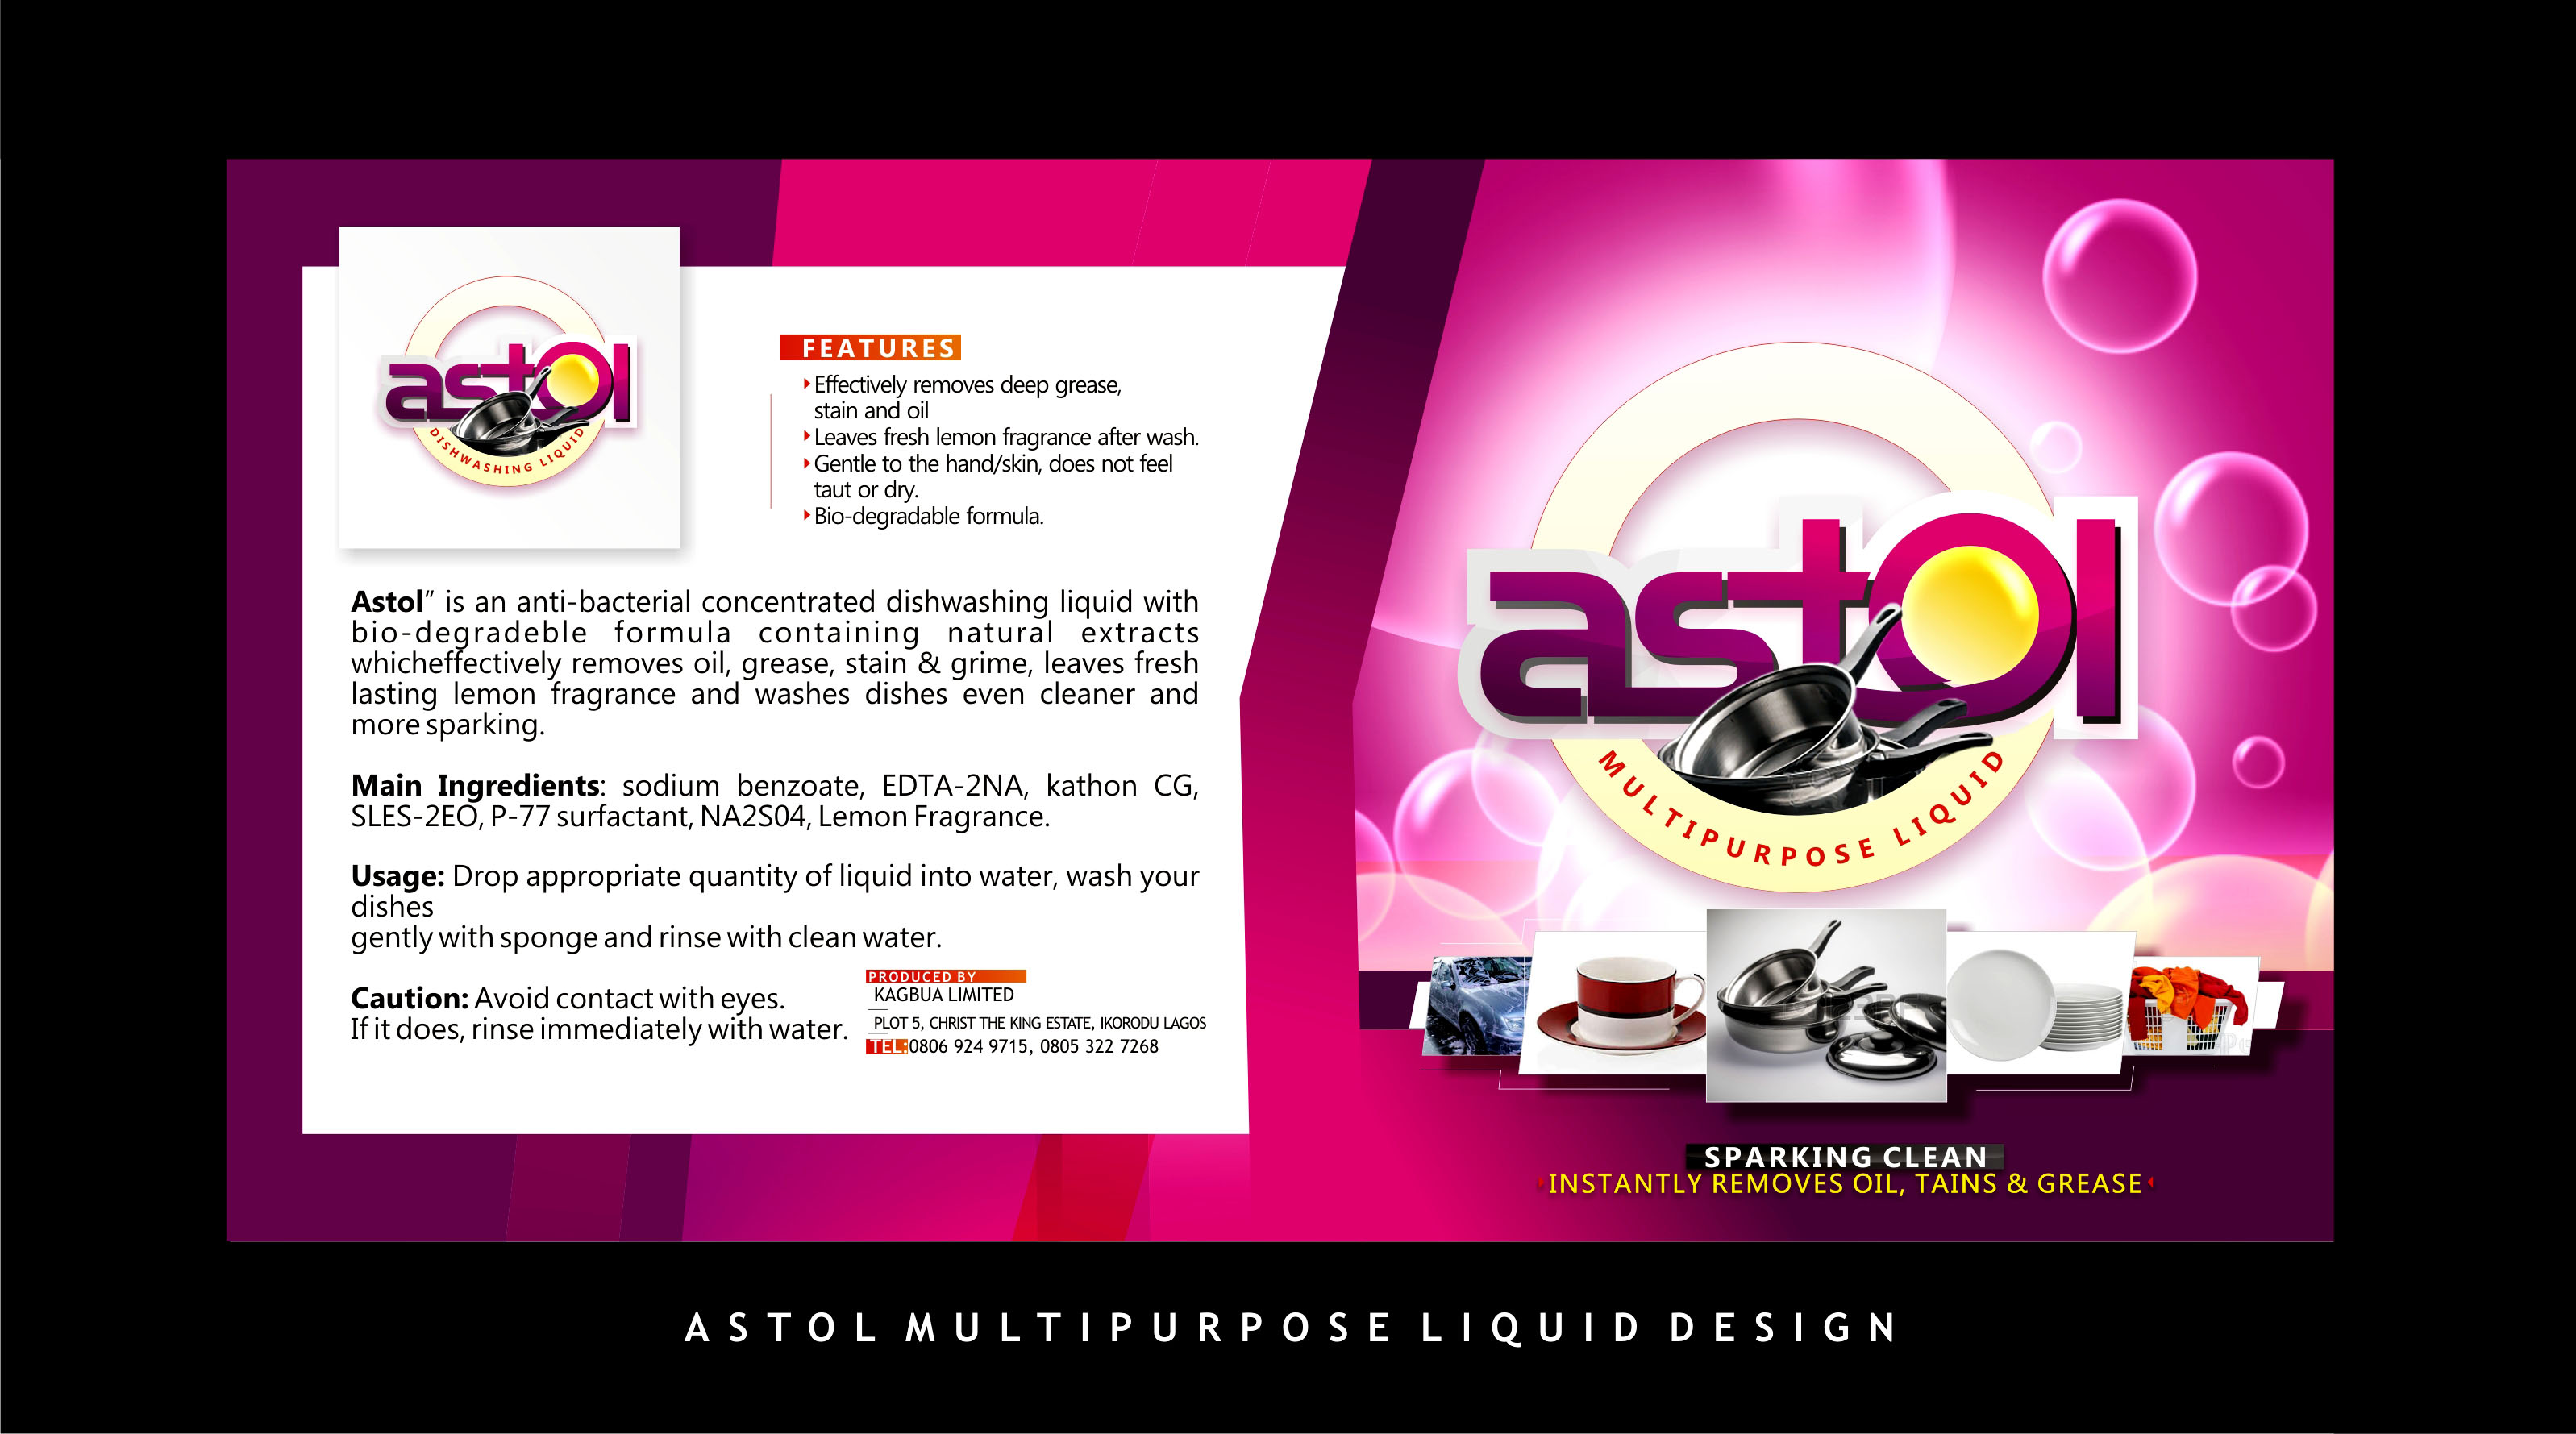 astol
DISHWASHING LIQUID
FEATURES
Effectively removes deep grease,
stain and oil
Leaves fresh lemon fragrance after wash.
Gentle to the hand/skin, does not feel
taut or dry.
Bio-degradable formula.
Astol” is an anti-bacterial concentrated dishwashing liquid with
bio-degradeble formula containing natural extracts
whicheffectively removes oil, grease, stain & grime, leaves fresh
lasting lemon fragrance and washes dishes even cleaner and
more sparking.
Main Ingredients: sodium benzoate, EDTA-2NA, kathon CG,
SLES-2EO, P-77 surfactant, NA2S04, Lemon Fragrance.
Usage: Drop appropriate quantity of liquid into water, wash your
dishes
gently with sponge and rinse with clean water.
Caution: Avoid contact with eyes.
If it does, rinse immediately with water.
PRODUCED BY
KAGBUA LIMITED
PLOT 5, CHRIST THE KING ESTATE, IKORODU LAGOS
TEL:0806 924 9715, 0805 322 7268
astol
MULTIPURPOSE LIQUID
SPARKING CLEAN
INSTANTLY REMOVES OIL, TAINS & GREASE
ASTOL MULTIPURPOSE LIQUID DESIGN